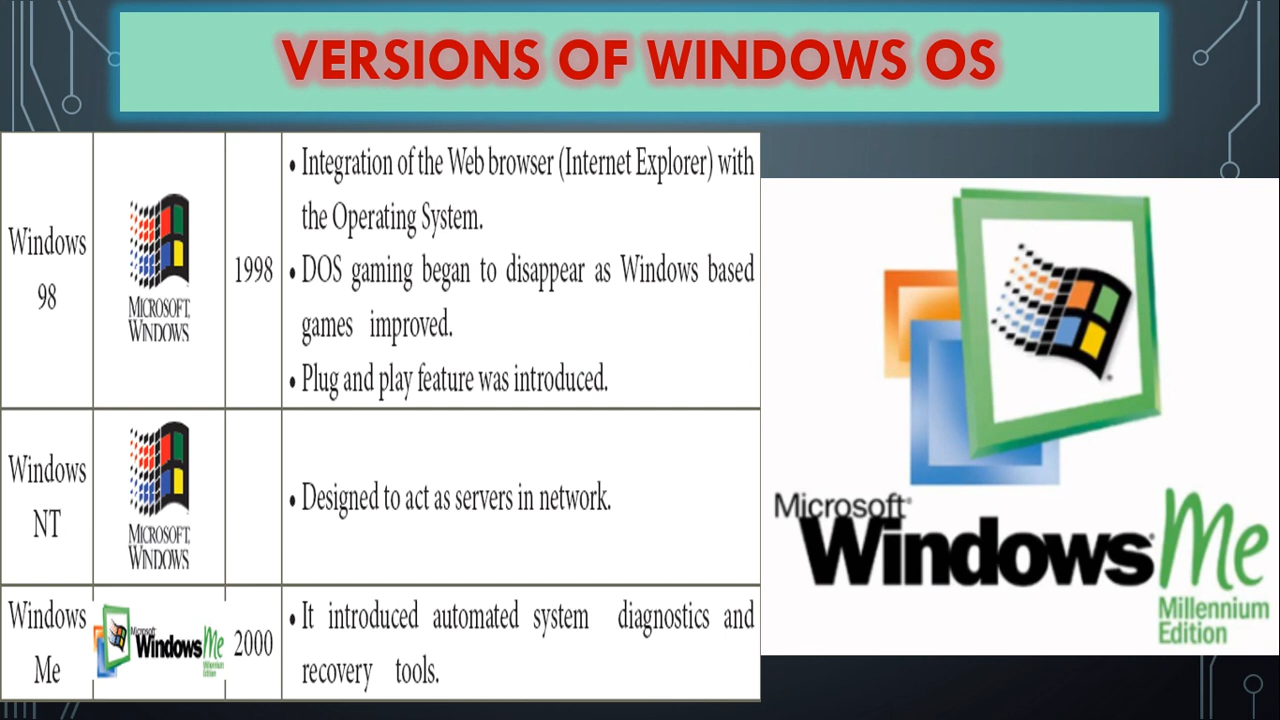 VERSIONS OF WINDOWS OS
Windows
98
MICROSOFT.
WINDOWS
1998
• Integration of the Web browser (Internet Explorer) with
the Operating System.
• DOS gaming began to disappear as Windows based
games improved.
• Plug and play feature was introduced.
Windows
NT
MICROSOFT.
WINDOWS
• Designed to act as servers in network.
Windows
Me
Microsoft
Windows Me
Millennium
Edition
2000
• It introduced automated system diagnostics and
recovery tools.
Microsoft®
Windows® Me
Millennium
Edition